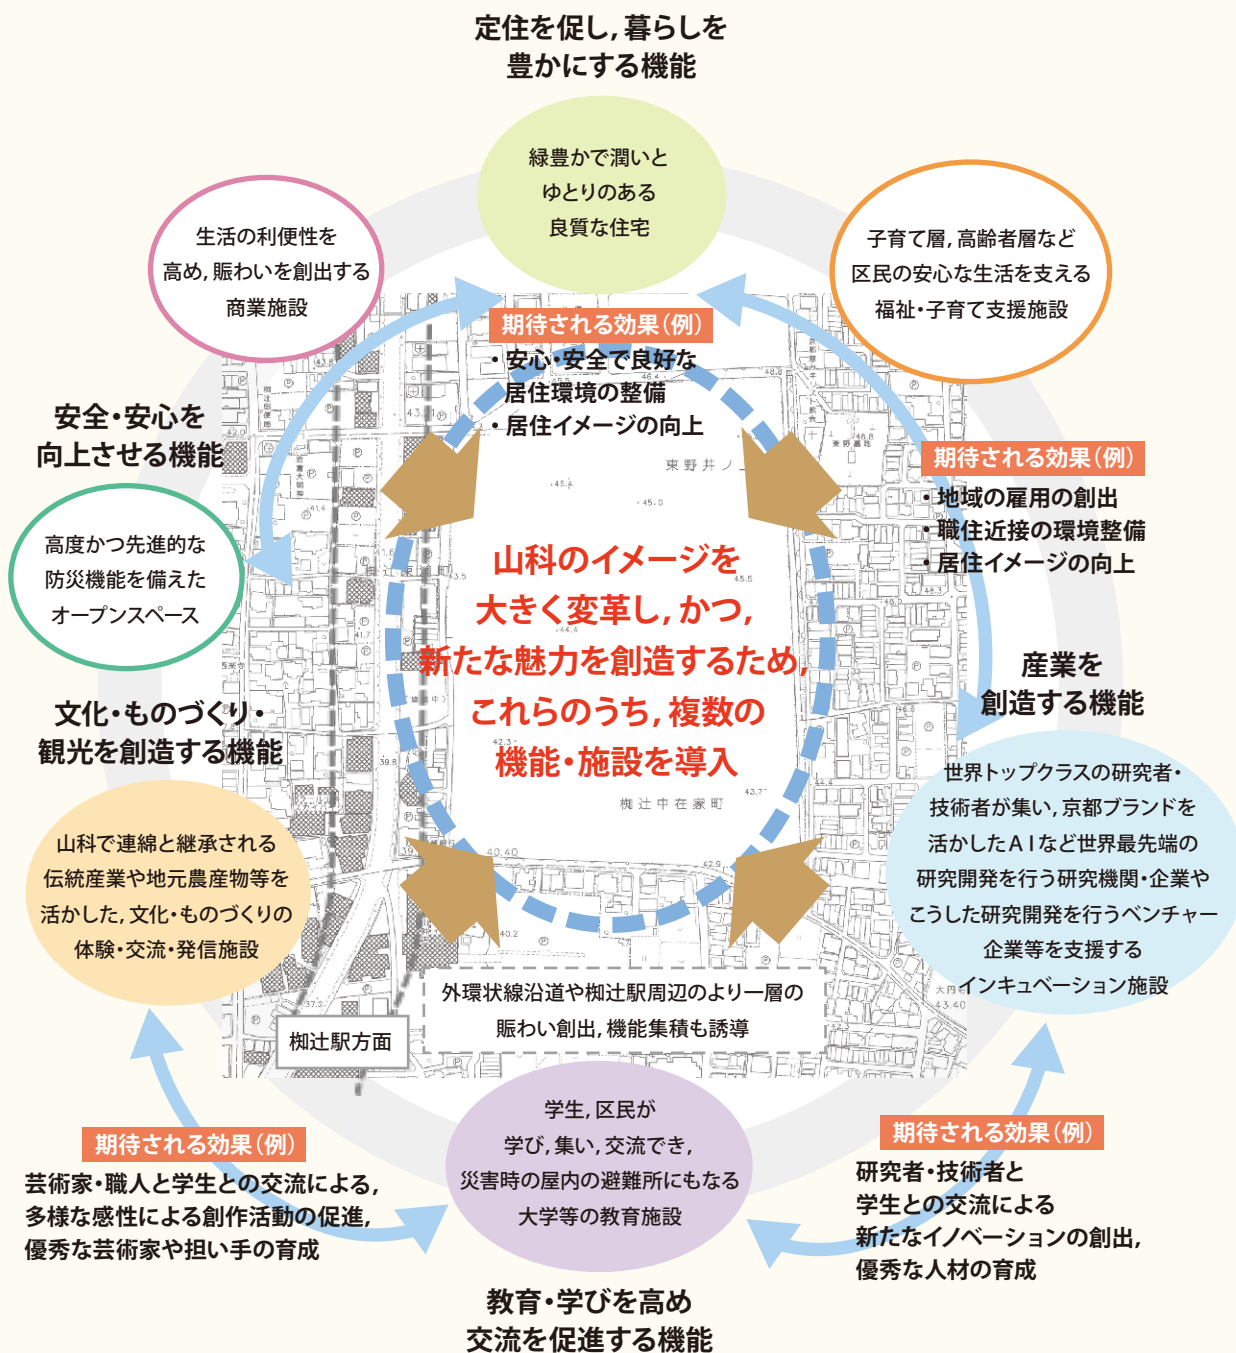 定住を促し,暮らしを
豊かにする機能
緑豊かで潤いと
ゆとりのある
良質な住宅
生活の利便性を
高め,賑わいを創出する
商業施設
子育て層,高齢者層など
区民の安心な生活を支える
福祉・子育て支援施設
期待される効果(例)
・安心・安全で良好な
居住環境の整備
・居住イメージの向上
安全・安心を
向上させる機能
高度かつ先進的な
防災機能を備えた
オープンスペース
期待される効果(例)
・地域の雇用の創出
・職住近接の環境整備
・居住イメージの向上
東野井ノ上
45.0
45.5
山科のイメージを
大きく変革し,かつ,
新たな魅力を創造するため,
これらのうち,複数の
機能・施設を導入
椥辻中在家町
産業を
創造する機能
世界トップクラスの研究者・
技術者が集い,京都ブランドを
活かしたAIなど世界最先端の
研究開発を行う研究機関・企業や
こうした研究開発を行うベンチャー
企業等を支援する
インキュベーション施設
文化・ものづくり・
観光を創造する機能
山科で連綿と継承される
伝統産業や地元農産物等を
活かした,文化・ものづくりの
体験・交流・発信施設
外環状線沿道や椥辻駅周辺のより一層の
賑わい創出,機能集積も誘導
椥辻駅方面
学生,区民が
学び,集い,交流でき,
災害時の屋内の避難所にもなる
大学等の教育施設
期待される効果(例)
芸術家・職人と学生との交流による,
多様な感性による創作活動の促進,
優秀な芸術家や担い手の育成
期待される効果(例)
研究者・技術者と
学生との交流による
新たなイノベーションの創出,
優秀な人材の育成
教育・学びを高め
交流を促進する機能